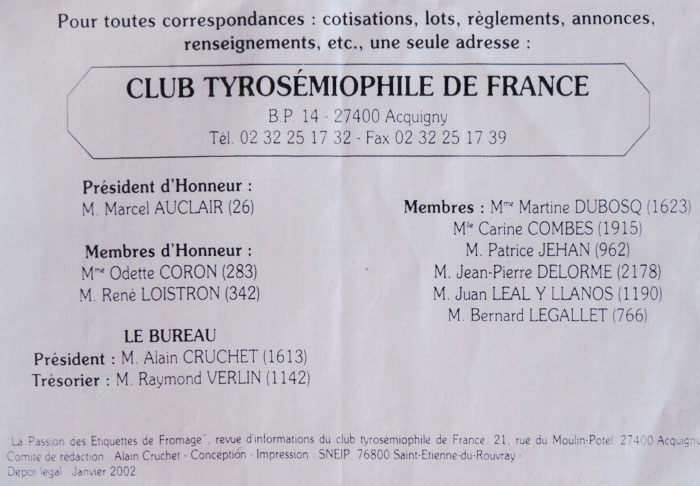 Pour toutes correspondances : cotisations, lots, règlements, annonces,
renseignements, etc., une seule adresse :
CLUB TYROSÉMIOPHILE DE FRANCE
B.P. 14 - 27400 Acquigny
Tél. 02 32 25 17 32 - Fax 02 32 25 17 39
Président d'Honneur :
M. Marcel AUCLAIR (26)
Membres d'Honneur :
Mme Odette CORON (283)
M. René LOISTRON (342)
LE BUREAU
Président : M. Alain CRUCHET (1613)
Trésorier : M. Raymond VERLIN (1142)
Membres : Mme Martine DUBOSQ (1623)
Mlle Carine COMBES (1915)
M. Patrice JEHAN (962)
M. Jean-Pierre DELORME (2178)
M. Juan LEAL Y LLANOS (1190)
M. Bernard LEGALLET (766)
"La Passion des Etiquettes de Fromage", revue d'informations du club tyrosémiophile de France, 21, rue du Moulin-Potel, 27400 Acquigny
Comité de rédaction : Alain Cruchet - Conception - Impression : SNEIP, 76800 Saint-Etienne-du-Rouvray -
Dépôt légal : Janvier 2002